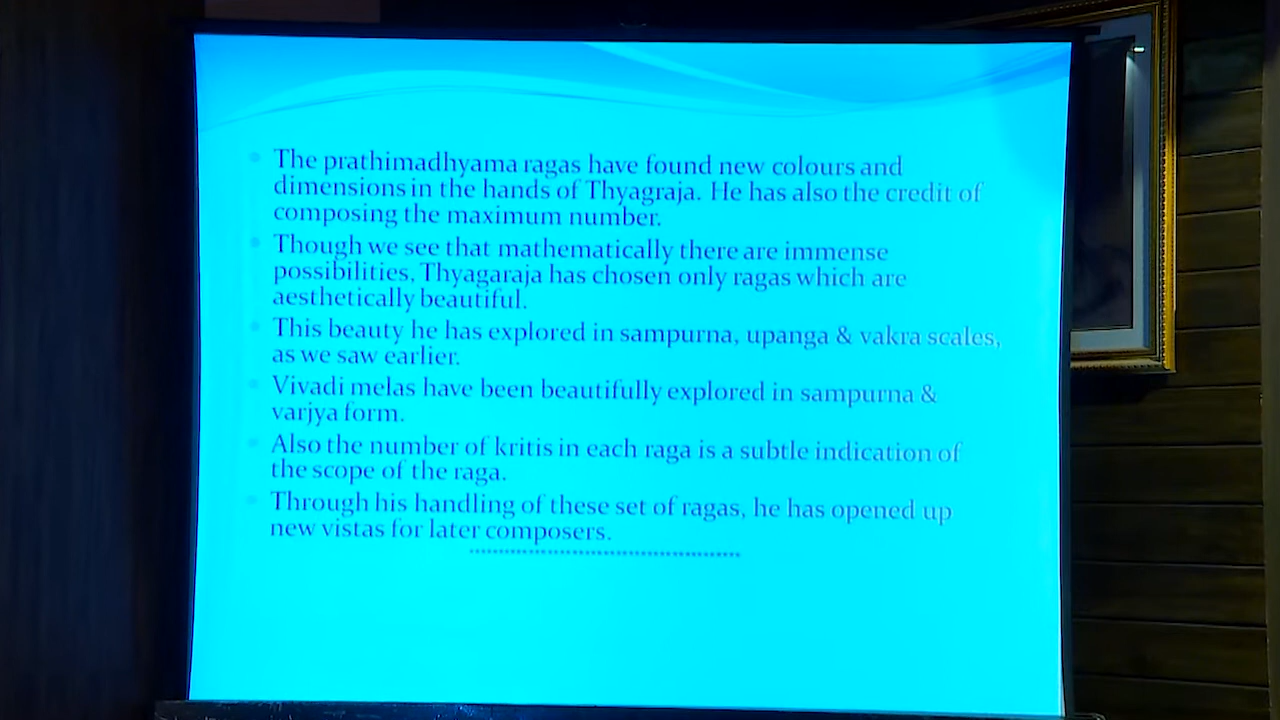 The prathimadhyama ragas have found new colours and
dimensions in the hands of Thyagraja. He has also the credit of
composing the maximum number.
Though we see that mathematically there are immense
possibilities, Thyagaraja has chosen only ragas which are
aesthetically beautiful.
This beauty he has explored in sampurna, upanga & vakra scales,
as we saw earlier.
Vivadi melas have been beautifully explored in sampurna &
varjya form.
Also the number of kritis in each raga is a subtle indication of
the scope of the raga.
Through his handling of these set of ragas, he has opened up
new vistas for later composers.